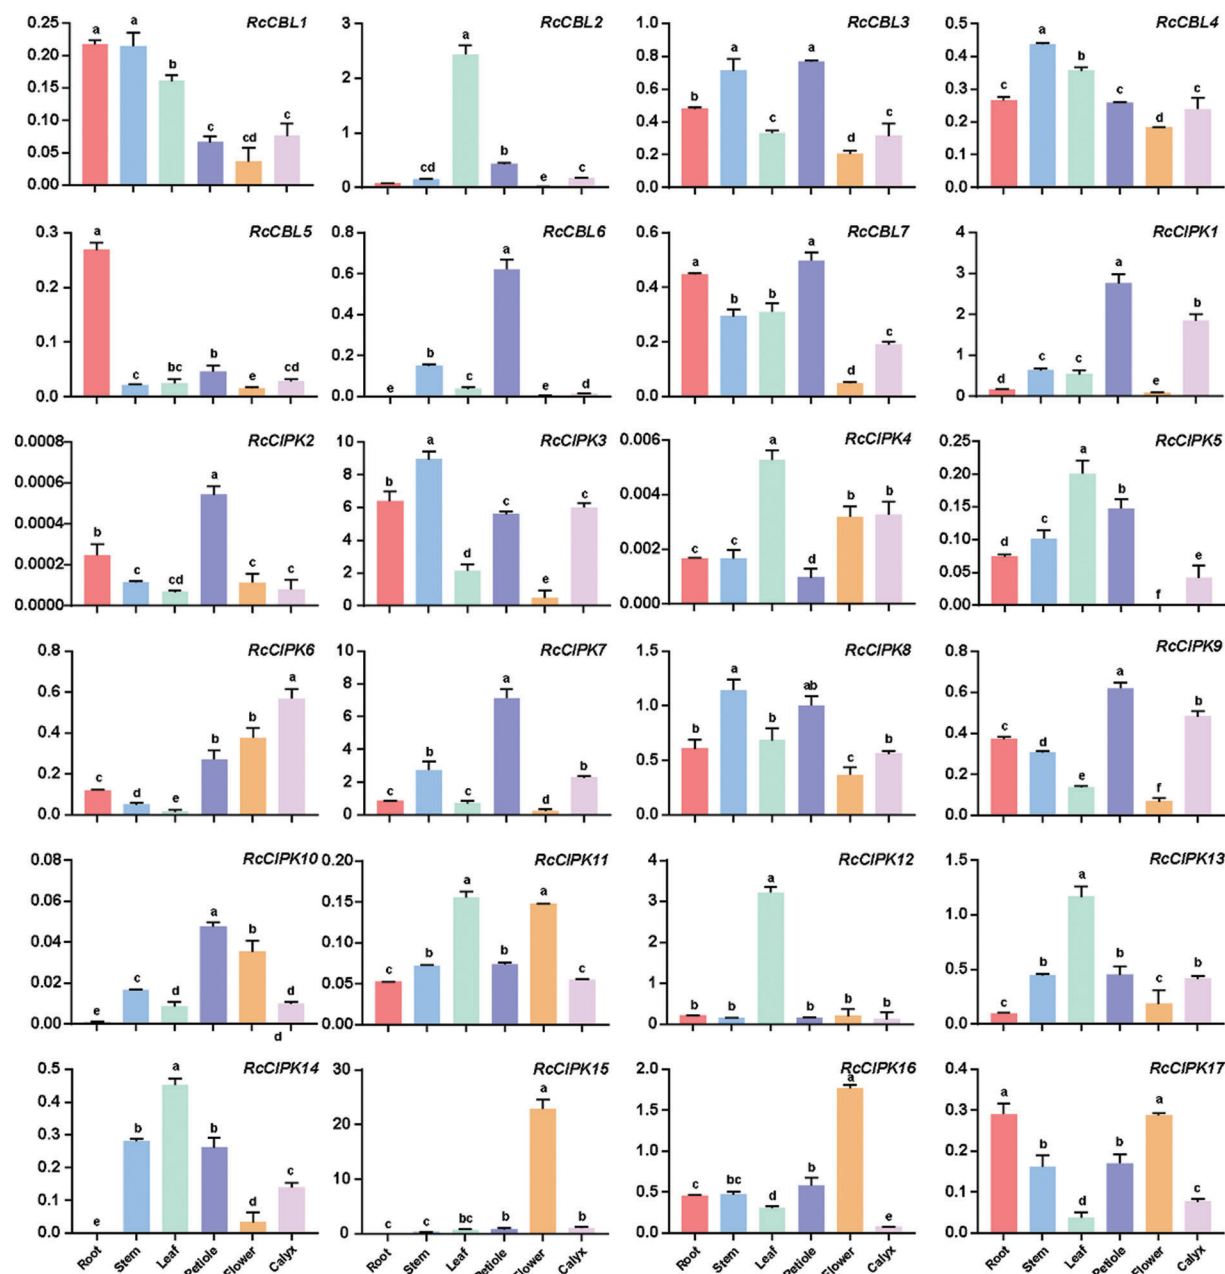 RcCBL1
0.25
0.20
0.15
0.10
0.05
0.00
a a b c cd c
RcCBL2
3
2
1
0
cd a b e c
RcCBL3
1.0
0.8
0.6
0.4
0.2
0.0
b a c a d c
RcCBL4
0.5
0.4
0.3
0.2
0.1
0.0
c a b c d c
RcCBL5
0.3
0.2
0.1
0.0
a c bc b e cd
RcCBL6
0.8
0.6
0.4
0.2
0.0
e b c a e d
RcCBL7
0.6
0.4
0.2
0.0
a b b a d c
RcCIPK1
4
3
2
1
0
d c c a e b
RcCIPK2
0.0008
0.0006
0.0004
0.0002
0.0000
b c cd a c c
RcCIPK3
10
8
6
4
2
0
b a d c e c
RcCIPK4
0.006
0.004
0.002
0.000
c c a d b b
RcCIPK5
0.25
0.20
0.15
0.10
0.05
0.00
d c a b f e
RcCIPK6
0.8
0.6
0.4
0.2
0.0
c d e b b a
RcCIPK7
10
8
6
4
2
0
c b c a d b
RcCIPK8
1.5
1.0
0.5
0.0
b a b ab c b
RcCIPK9
0.8
0.6
0.4
0.2
0.0
c d e a f b
RcCIPK10
0.08
0.06
0.04
0.02
0.00
e c d a b d
d
RcCIPK11
0.20
0.15
0.10
0.05
0.00
c b a b a c
RcCIPK12
4
3
2
1
0
b b a b b b
RcCIPK13
1.5
1.0
0.5
0.0
c b a b c b
RcCIPK14
0.5
0.4
0.3
0.2
0.1
0.0
e b a b d c
Root Stem Leaf Petiole Flower Calyx
RcCIPK15
30
20
10
0
c c bc b a b
Root Stem Leaf Petiole Flower Calyx
RcCIPK16
2.0
1.5
1.0
0.5
0.0
c bc d b a e
Root Stem Leaf Petiole Flower Calyx
RcCIPK17
0.4
0.3
0.2
0.1
0.0
a b d b a c
Root Stem Leaf Petiole Flower Calyx